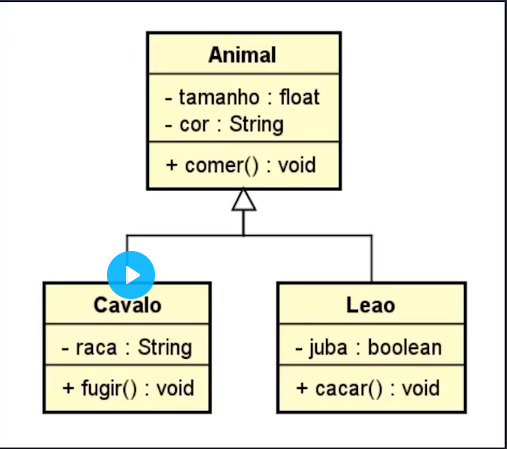 Animal
- tamanho : float
- cor : String
+ comer() : void
Cavalo
- raca : String
+ fugir() : void
Leao
- juba : boolean
+ cacar() : void